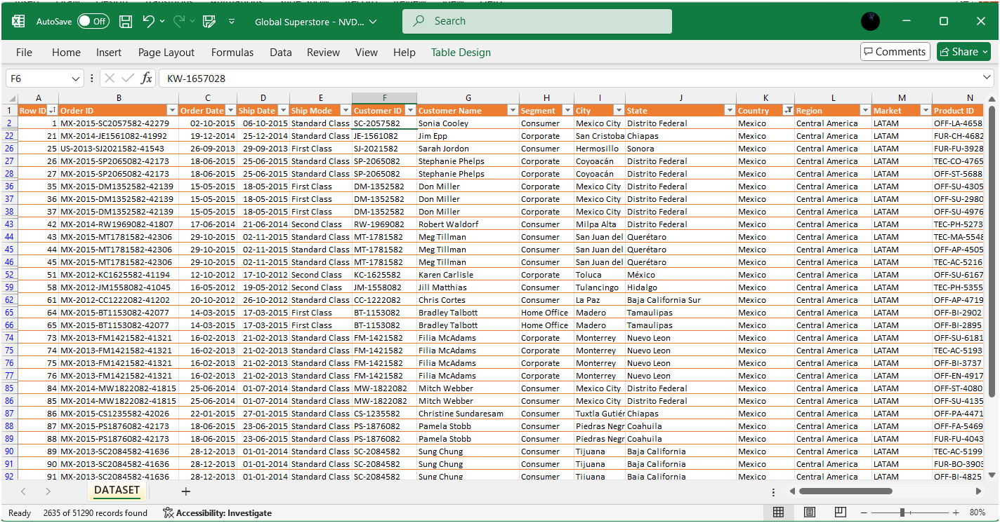 AutoSave Off Global Superstore - NVD... Search
File Home Insert Page Layout Formulas Data Review View Help Table Design Comments Share
F6 fx KW-1657028
A B C D E F G H I J K L M N
1 Row ID Order ID Order Date Ship Date Ship Mode Customer ID Customer Name Segment City State Country Region Market Product ID
2 1 MX-2015-SC2057582-42279 02-10-2015 06-10-2015 Standard Class SC-2057582 Sonia Cooley Consumer Mexico City Distrito Federal Mexico Central America LATAM OFF-LA-4658
22 21 MX-2014-JE1561082-41992 19-12-2014 25-12-2014 Standard Class JE-1561082 Jim Epp Corporate San Cristoba Chiapas Mexico Central America LATAM FUR-CH-4682
26 25 US-2013-SJ2021582-41543 26-09-2013 29-09-2013 First Class SJ-2021582 Sarah Jordon Consumer Hermosillo Sonora Mexico Central America LATAM FUR-FU-3928
27 26 MX-2015-SP2065082-42173 18-06-2015 25-06-2015 Standard Class SP-2065082 Stephanie Phelps Corporate Coyoacán Distrito Federal Mexico Central America LATAM TEC-CO-4765
28 27 MX-2015-SP2065082-42173 18-06-2015 25-06-2015 Standard Class SP-2065082 Stephanie Phelps Corporate Coyoacán Distrito Federal Mexico Central America LATAM OFF-ST-5688
36 35 MX-2015-DM1352582-42139 15-05-2015 18-05-2015 First Class DM-1352582 Don Miller Corporate Mexico City Distrito Federal Mexico Central America LATAM OFF-SU-4305
37 36 MX-2015-DM1352582-42139 15-05-2015 18-05-2015 First Class DM-1352582 Don Miller Corporate Mexico City Distrito Federal Mexico Central America LATAM OFF-SU-2980
38 37 MX-2015-DM1352582-42139 15-05-2015 18-05-2015 First Class DM-1352582 Don Miller Corporate Mexico City Distrito Federal Mexico Central America LATAM OFF-SU-4976
43 42 MX-2014-RW1969082-41807 17-06-2014 21-06-2014 Second Class RW-1969082 Robert Waldorf Consumer Milpa Alta Distrito Federal Mexico Central America LATAM TEC-PH-5273
44 43 MX-2015-MT1781582-42306 29-10-2015 02-11-2015 Standard Class MT-1781582 Meg Tillman Consumer San Juan del Querétaro Mexico Central America LATAM TEC-MA-5548
45 44 MX-2015-MT1781582-42306 29-10-2015 02-11-2015 Standard Class MT-1781582 Meg Tillman Consumer San Juan del Querétaro Mexico Central America LATAM OFF-AP-4505
46 45 MX-2015-MT1781582-42306 29-10-2015 02-11-2015 Standard Class MT-1781582 Meg Tillman Consumer San Juan del Querétaro Mexico Central America LATAM TEC-AC-5216
52 51 MX-2012-KC1625582-41194 12-10-2012 17-10-2012 Second Class KC-1625582 Karen Carlisle Corporate Toluca México Mexico Central America LATAM OFF-SU-6167
59 58 MX-2012-JM1558082-41045 16-05-2012 19-05-2012 Second Class JM-1558082 Jill Matthias Consumer Tulancingo Hidalgo Mexico Central America LATAM TEC-PH-5355
62 61 MX-2012-CC1222082-41202 20-10-2012 26-10-2012 Standard Class CC-1222082 Chris Cortes Consumer La Paz Baja California Sur Mexico Central America LATAM OFF-AP-4719
65 64 MX-2015-BT1153082-42077 14-03-2015 17-03-2015 First Class BT-1153082 Bradley Talbott Home Office Madero Tamaulipas Mexico Central America LATAM OFF-BI-2902
66 65 MX-2015-BT1153082-42077 14-03-2015 17-03-2015 First Class BT-1153082 Bradley Talbott Home Office Madero Tamaulipas Mexico Central America LATAM OFF-BI-2895
74 73 MX-2013-FM1421582-41321 16-02-2013 21-02-2013 Standard Class FM-1421582 Filia McAdams Corporate Monterrey Nuevo Leon Mexico Central America LATAM OFF-SU-6181
75 74 MX-2013-FM1421582-41321 16-02-2013 21-02-2013 Standard Class FM-1421582 Filia McAdams Corporate Monterrey Nuevo Leon Mexico Central America LATAM TEC-AC-5193
76 75 MX-2013-FM1421582-41321 16-02-2013 21-02-2013 Standard Class FM-1421582 Filia McAdams Corporate Monterrey Nuevo Leon Mexico Central America LATAM OFF-BI-3737
77 76 MX-2013-FM1421582-41321 16-02-2013 21-02-2013 Standard Class FM-1421582 Filia McAdams Corporate Monterrey Nuevo Leon Mexico Central America LATAM OFF-EN-4917
85 84 MX-2014-MW1822082-41815 25-06-2014 01-07-2014 Standard Class MW-1822082 Mitch Webber Consumer Mexico City Distrito Federal Mexico Central America LATAM OFF-ST-4080
86 85 MX-2014-MW1822082-41815 25-06-2014 01-07-2014 Standard Class MW-1822082 Mitch Webber Consumer Mexico City Distrito Federal Mexico Central America LATAM OFF-SU-4135
87 86 MX-2015-CS1235582-42026 22-01-2015 27-01-2015 Standard Class CS-1235582 Christine Sundaresam Consumer Tuxtla Gutiér Chiapas Mexico Central America LATAM OFF-PA-4471
88 87 MX-2015-PS1876082-42173 18-06-2015 23-06-2015 Standard Class PS-1876082 Pamela Stobb Consumer Piedras Negr Coahuila Mexico Central America LATAM OFF-FA-5469
89 88 MX-2015-PS1876082-42173 18-06-2015 23-06-2015 Standard Class PS-1876082 Pamela Stobb Consumer Piedras Negr Coahuila Mexico Central America LATAM FUR-FU-4043
90 89 MX-2013-SC2084582-41636 28-12-2013 01-01-2014 Standard Class SC-2084582 Sung Chung Consumer Tijuana Baja California Mexico Central America LATAM TEC-AC-5199
91 90 MX-2013-SC2084582-41636 28-12-2013 01-01-2014 Standard Class SC-2084582 Sung Chung Consumer Tijuana Baja California Mexico Central America LATAM FUR-BO-3903
92 91 MX-2013-SC2084582-41636 28-12-2013 01-01-2014 Standard Class SC-2084582 Sung Chung Consumer Tijuana Baja California Mexico Central America LATAM OFF-BI-4825
DATASET
Ready 2635 of 51290 records found Accessibility: Investigate 80%